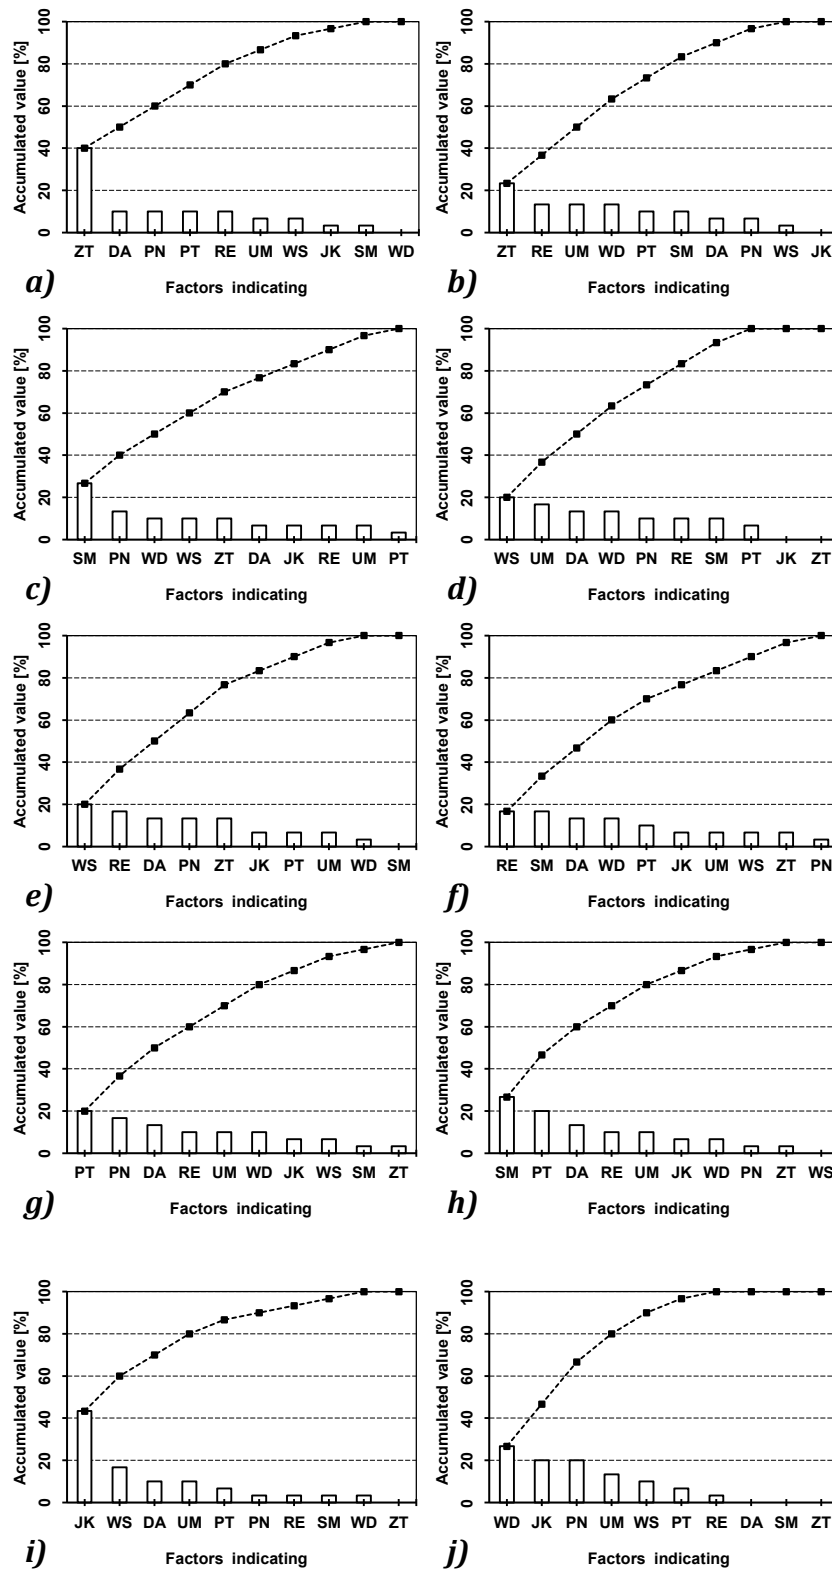 Accumulated value [%]
100
80
60
40
20
0
ZT DA PN PT RE UM WS JK SM WD
a) Factors indicating
Accumulated value [%]
100
80
60
40
20
0
ZT RE UM WD PT SM DA PN WS JK
b) Factors indicating
Accumulated value [%]
100
80
60
40
20
0
SM PN WD WS ZT DA JK RE UM PT
c) Factors indicating
Accumulated value [%]
100
80
60
40
20
0
WS UM DA WD PN RE SM PT JK ZT
d) Factors indicating
Accumulated value [%]
100
80
60
40
20
0
WS RE DA PN ZT JK PT UM WD SM
e) Factors indicating
Accumulated value [%]
100
80
60
40
20
0
RE SM DA WD PT JK UM WS ZT PN
f) Factors indicating
Accumulated value [%]
100
80
60
40
20
0
PT PN DA RE UM WD JK WS SM ZT
g) Factors indicating
Accumulated value [%]
100
80
60
40
20
0
SM PT DA RE UM JK WD PN ZT WS
h) Factors indicating
Accumulated value [%]
100
80
60
40
20
0
JK WS DA UM PT PN RE SM WD ZT
i) Factors indicating
Accumulated value [%]
100
80
60
40
20
0
WD JK PN UM WS PT RE DA SM ZT
j) Factors indicating